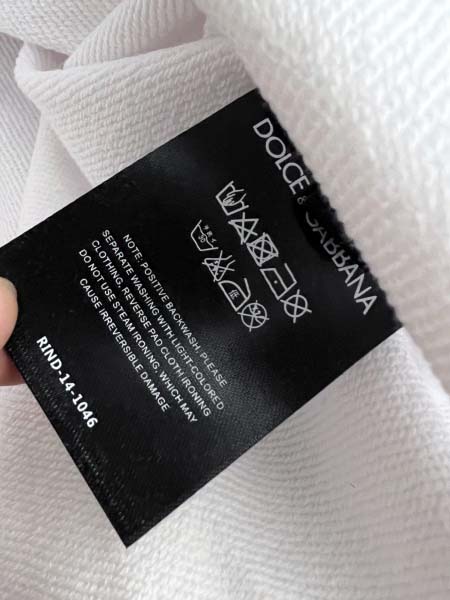 DOLCE & GABBANA
30
NOTE: POSITIVE BACKWASH, PLEASE
SEPARATE WASHING WITH LIGHT-COLORED
CLOTHING, REVERSE PAD CLOTH IRONING
DO NOT USE STEAM IRONING, WHICH MAY
CAUSE IRREVERSIBLE DAMAGE
RIND-14-1046